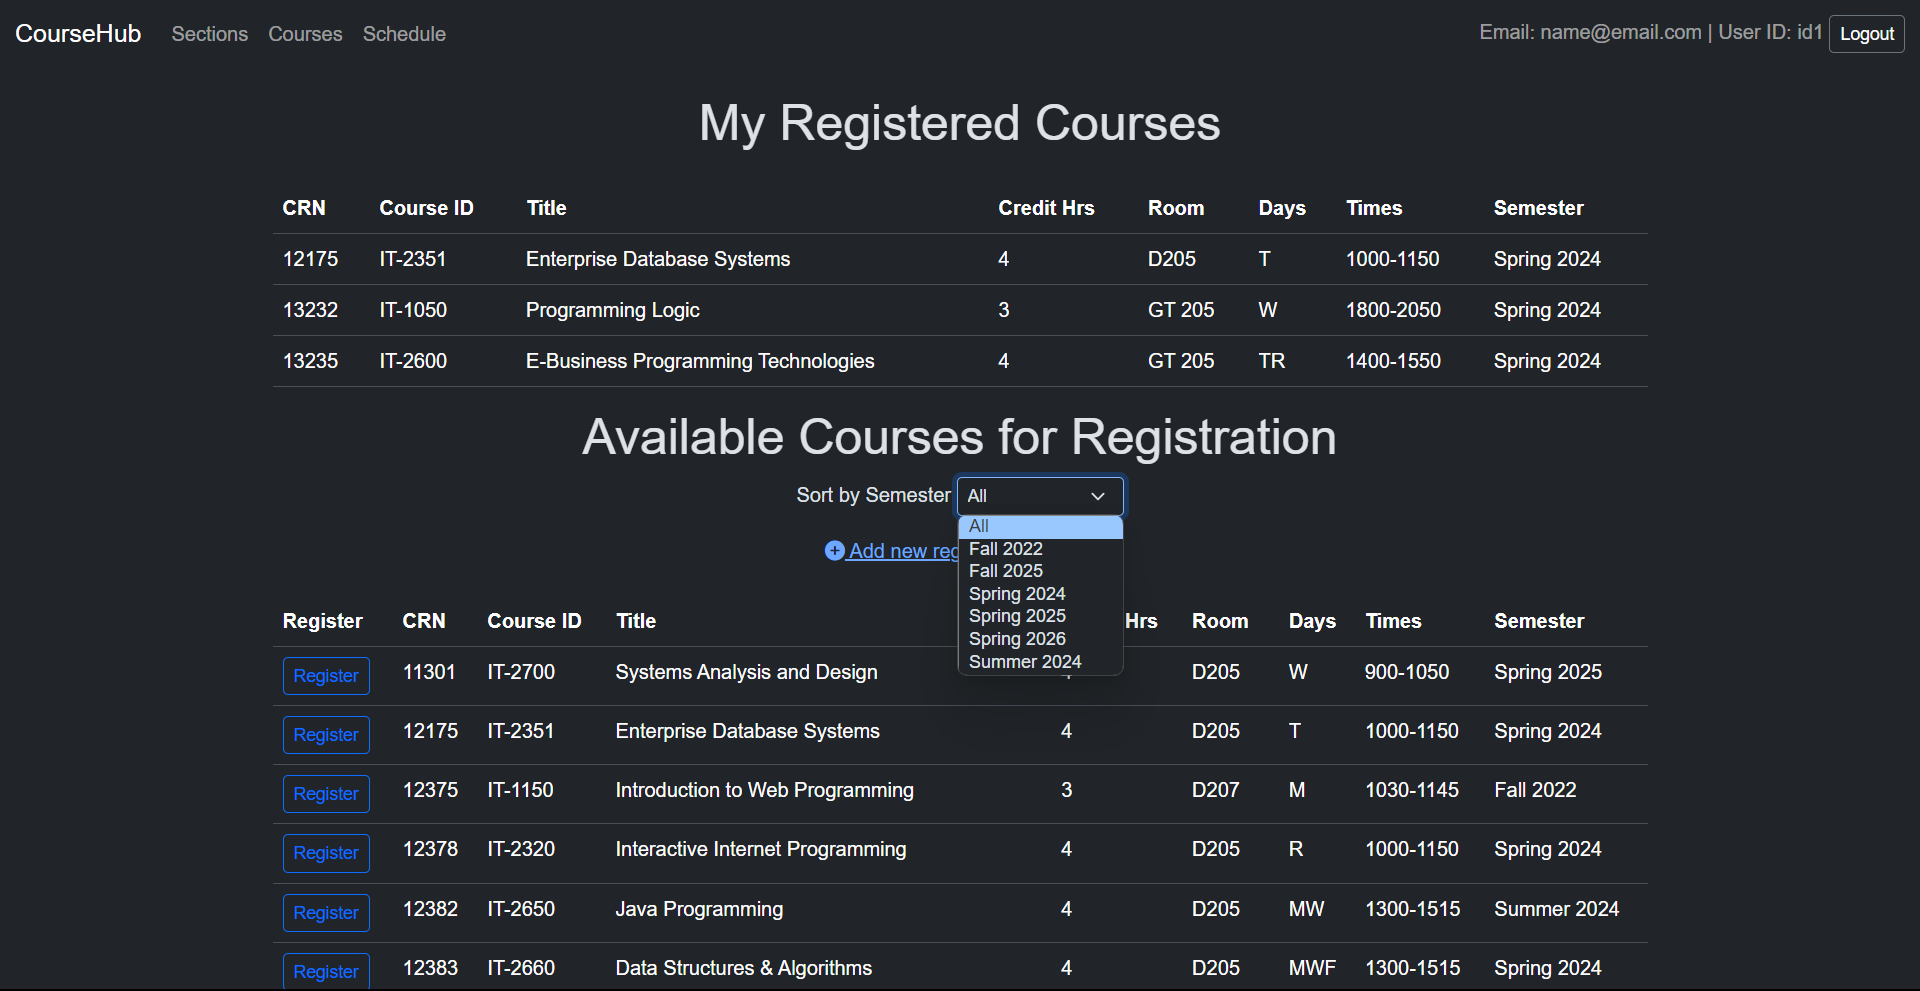 CourseHub Sections Courses Schedule Email: name@email.com | User ID: id1 Logout
My Registered Courses
CRN Course ID Title Credit Hrs Room Days Times Semester
12175 IT-2351 Enterprise Database Systems 4 D205 T 1000-1150 Spring 2024
13232 IT-1050 Programming Logic 3 GT 205 W 1800-2050 Spring 2024
13235 IT-2600 E-Business Programming Technologies 4 GT 205 TR 1400-1550 Spring 2024
Available Courses for Registration
Sort by Semester All
All
Fall 2022
Fall 2025
Spring 2024
Spring 2025
Spring 2026
Summer 2024
Add new
Register CRN Course ID Title Hrs Room Days Times Semester
Register 11301 IT-2700 Systems Analysis and Design D205 W 900-1050 Spring 2025
Register 12175 IT-2351 Enterprise Database Systems 4 D205 T 1000-1150 Spring 2024
Register 12375 IT-1150 Introduction to Web Programming 3 D207 M 1030-1145 Fall 2022
Register 12378 IT-2320 Interactive Internet Programming 4 D205 R 1000-1150 Spring 2024
Register 12382 IT-2650 Java Programming 4 D205 MW 1300-1515 Summer 2024
Register 12383 IT-2660 Data Structures & Algorithms 4 D205 MWF 1300-1515 Spring 2024